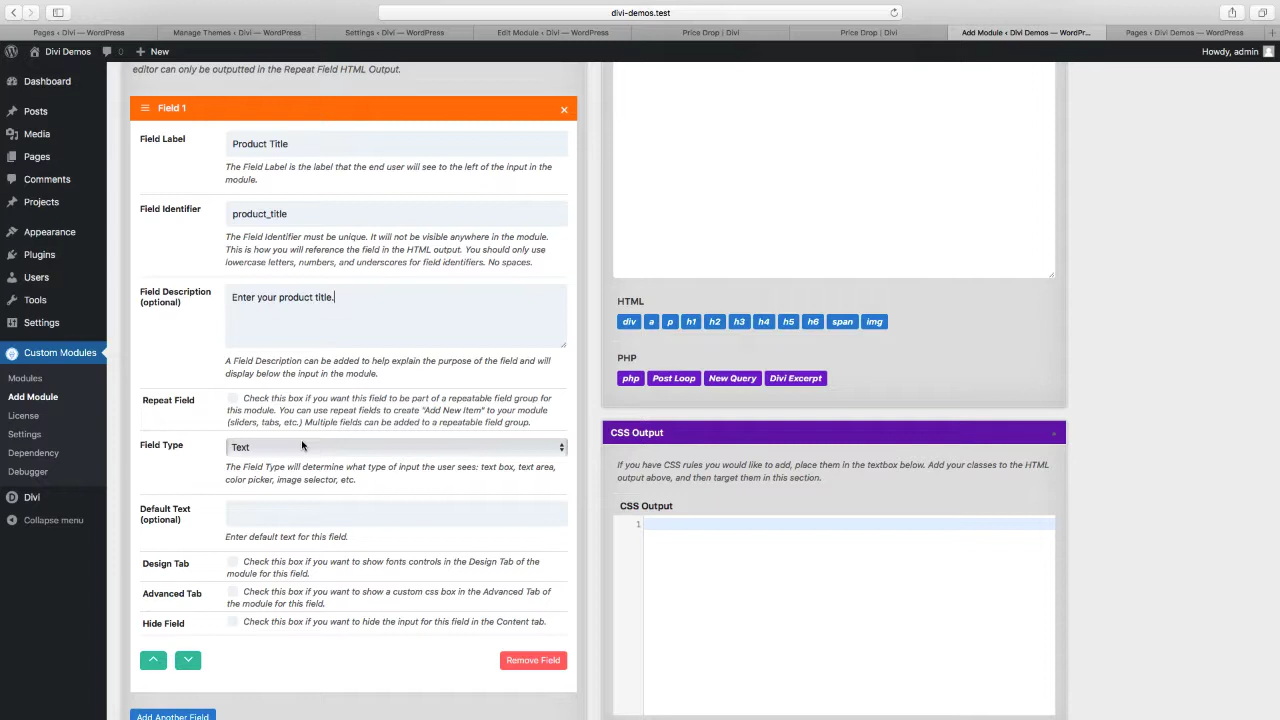 divi-demos.test
Pages ‹ Divi — WordPress
Manage Themes ‹ Divi — WordPress
Settings ‹ Divi — WordPress
Edit Module ‹ Divi — WordPress
Price Drop | Divi
Price Drop | Divi
Add Module ‹ Divi Demos — WordPr...
Pages ‹ Divi Demos — WordPress
Divi Demos
0
New
Howdy, admin
Dashboard
Posts
Media
Pages
Comments
Projects
Appearance
Plugins
Users
Tools
Settings
Custom Modules
Modules
Add Module
License
Settings
Dependency
Debugger
Divi
Collapse menu
editor can only be outputted in the Repeat Field HTML Output.
Field 1
Field Label
Product Title
The Field Label is the label that the end user will see to the left of the input in the
module.
Field Identifier
product_title
The Field Identifier must be unique. It will not be visible anywhere in the module.
This is how you will reference the field in the HTML output. You should only use
lowercase letters, numbers, and underscores for field identifiers. No spaces.
Field Description
(optional)
Enter your product title.
A Field Description can be added to help explain the purpose of the field and will
display below the input in the module.
Repeat Field
Check this box if you want this field to be part of a repeatable field group for
this module. You can use repeat fields to create "Add New Item" to your module
(sliders, tabs, etc.) Multiple fields can be added to a repeatable field group.
Field Type
Text
The Field Type will determine what type of input the user sees: text box, text area,
color picker, image selector, etc.
Default Text
(optional)
Enter default text for this field.
Design Tab
Check this box if you want to show fonts controls in the Design Tab of the
module for this field.
Advanced Tab
Check this box if you want to show a custom css box in the Advanced Tab of
the module for this field.
Hide Field
Check this box if you want to hide the input for this field in the Content tab.
Remove Field
Add Another Field
HTML
div a p h1 h2 h3 h4 h5 h6 span img
PHP
php Post Loop New Query Divi Excerpt
CSS Output
If you have CSS rules you would like to add, place them in the textbox below. Add your classes to the HTML
output above, and then target them in this section.
CSS Output
1